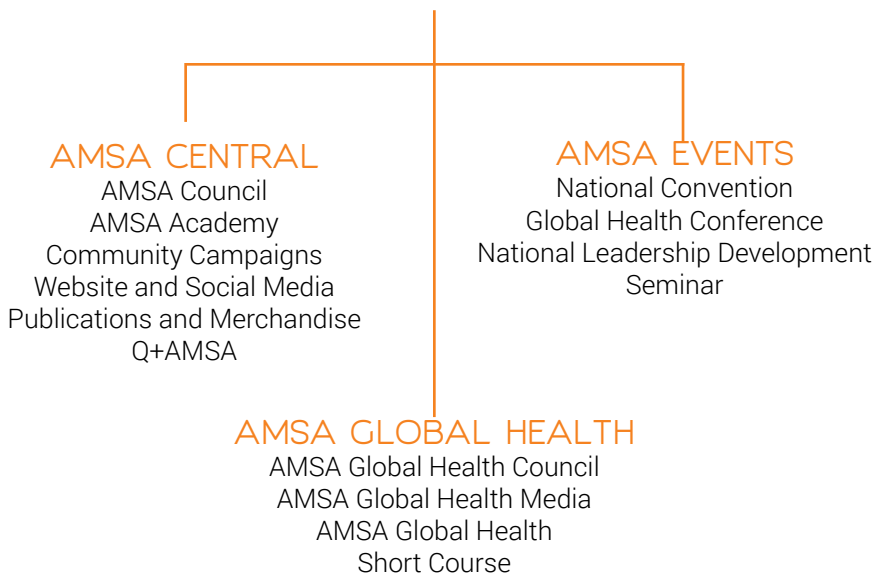 AMSA CENTRAL
AMSA Council
AMSA Academy
Community Campaigns
Website and Social Media
Publications and Merchandise
Q+AMSA
AMSA EVENTS
National Convention
Global Health Conference
National Leadership Development
Seminar
AMSA GLOBAL HEALTH
AMSA Global Health Council
AMSA Global Health Media
AMSA Global Health
Short Course